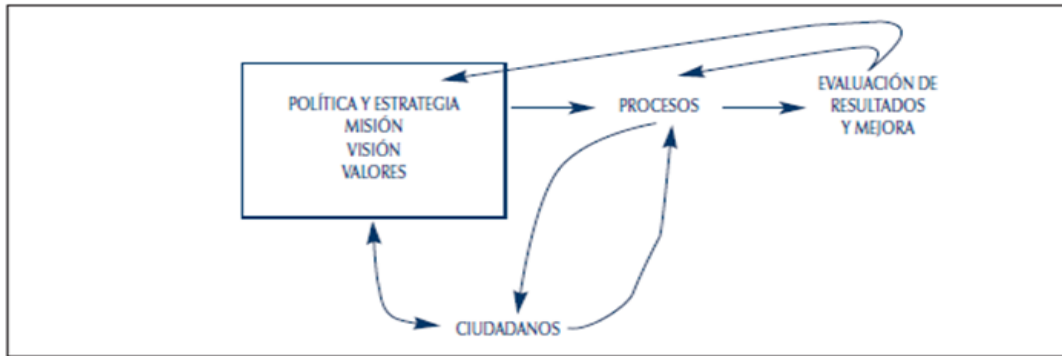 POLÍTICA Y ESTRATEGIA
MISIÓN
VISIÓN
VALORES
PROCESOS
EVALUACIÓN DE
RESULTADOS
Y MEJORA
CIUDADANOS